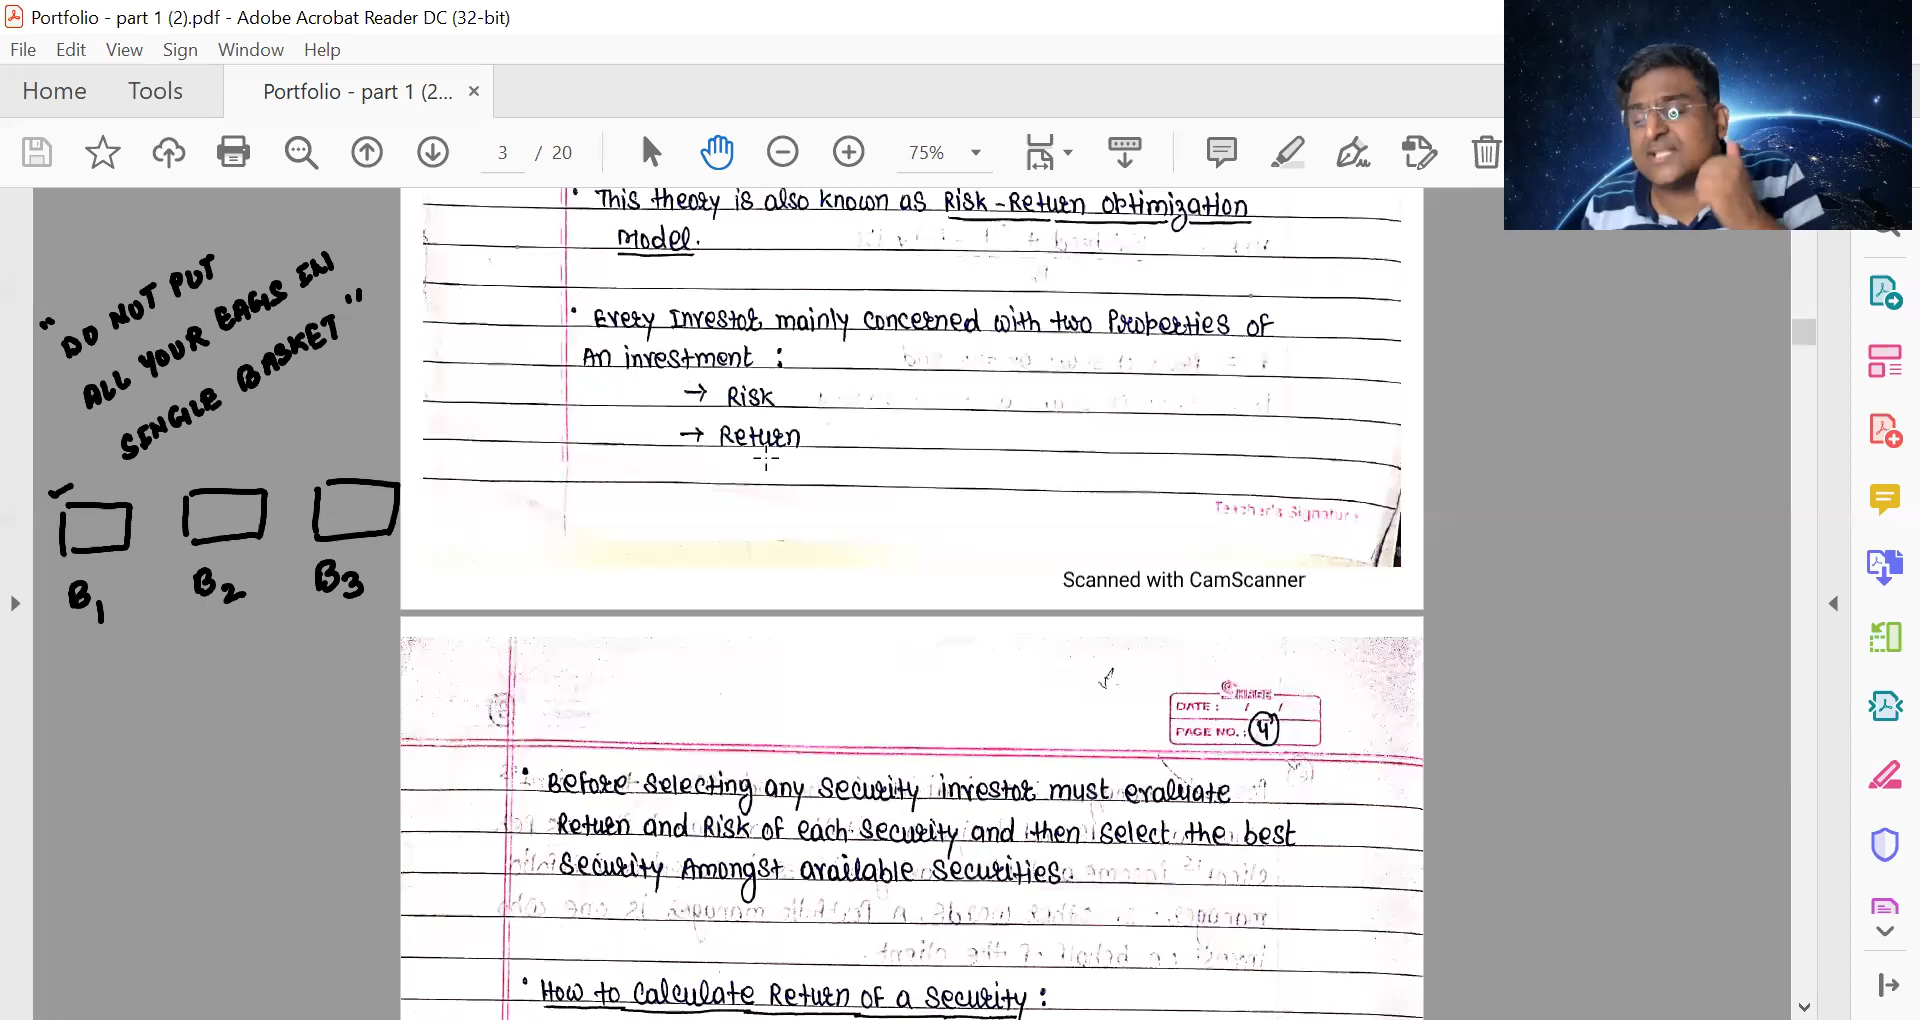 Portfolio - part 1 (2).pdf - Adobe Acrobat Reader DC (32-bit)
File Edit View Sign Window Help
Home Tools Portfolio - part 1 (2...
3 / 20 75%
This theory is also known as Risk-Return optimization
Model.
Every Investor mainly concerned with two Properties of
An investment :
→ Risk
→ Return
Teacher's Signature
Scanned with CamScanner
"DO NOT PUT
ALL YOUR EAGS IN
SINGLE BASKET"
B1 B2 B3
DATE : / /
PAGE NO. : 4
Before selecting any security investor must evaluate
Return and Risk of each security and then select the best
Security Amongst available securities.
How to calculate Return of a security :